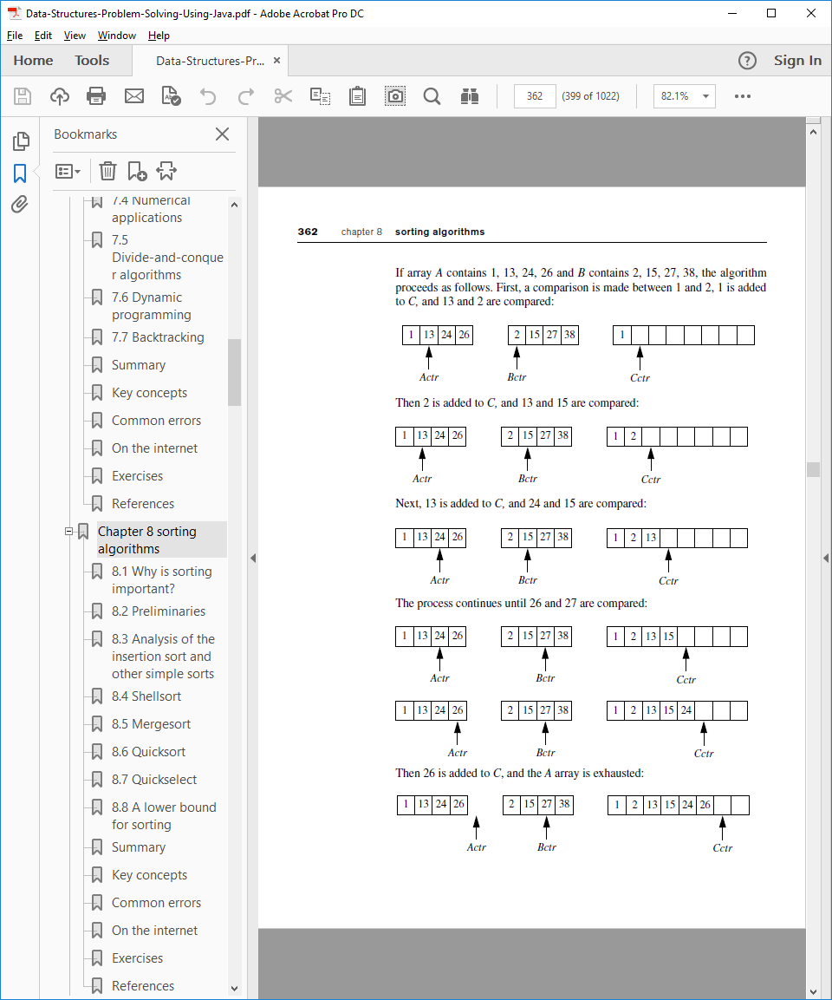 Data-Structures-Problem-Solving-Using-Java.pdf - Adobe Acrobat Pro DC
File Edit View Window Help
Home Tools Data-Structures-Pr... × ? Sign In
362 (399 of 1022) 82.1%
Bookmarks
7.4 Numerical
applications
7.5
Divide-and-conque
r algorithms
7.6 Dynamic
programming
7.7 Backtracking
Summary
Key concepts
Common errors
On the internet
Exercises
References
Chapter 8 sorting
algorithms
8.1 Why is sorting
important?
8.2 Preliminaries
8.3 Analysis of the
insertion sort and
other simple sorts
8.4 Shellsort
8.5 Mergesort
8.6 Quicksort
8.7 Quickselect
8.8 A lower bound
for sorting
Summary
Key concepts
Common errors
On the internet
Exercises
References
362 chapter 8 sorting algorithms
If array A contains 1, 13, 24, 26 and B contains 2, 15, 27, 38, the algorithm
proceeds as follows. First, a comparison is made between 1 and 2, 1 is added
to C, and 13 and 2 are compared:
1 13 24 26 2 15 27 38 1
Actr Bctr Cctr
Then 2 is added to C, and 13 and 15 are compared:
1 13 24 26 2 15 27 38 1 2
Actr Bctr Cctr
Next, 13 is added to C, and 24 and 15 are compared:
1 13 24 26 2 15 27 38 1 2 13
Actr Bctr Cctr
The process continues until 26 and 27 are compared:
1 13 24 26 2 15 27 38 1 2 13 15
Actr Bctr Cctr
1 13 24 26 2 15 27 38 1 2 13 15 24
Actr Bctr Cctr
Then 26 is added to C, and the A array is exhausted:
1 13 24 26 2 15 27 38 1 2 13 15 24 26
Actr Bctr Cctr